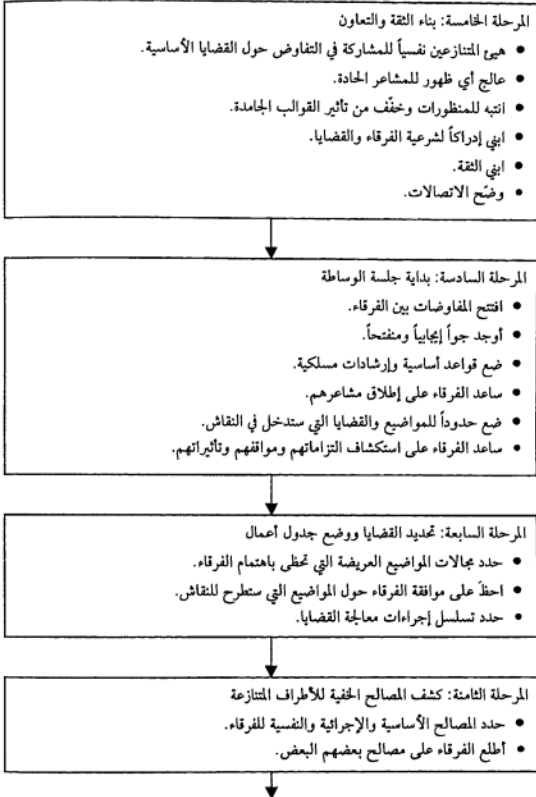 المرحلة الخامسة: بناء الثقة والتعاون
● هيئ المتنازعين نفسياً للمشاركة في التفاوض حول القضايا الأساسية.
● عالج أي ظهور للمشاعر الحادة.
● انتبه للمنظورات وخفّف من تأثير القوالب الجامدة.
● ابني إدراكاً لشرعية الفرقاء والقضايا.
● ابني الثقة.
● وضّح الاتصالات.
المرحلة السادسة: بداية جلسة الوساطة
● افتتح المفاوضات بين الفرقاء.
● أوجد جواً إيجابياً ومنفتحاً.
● ضع قواعد أساسية وإرشادات مسلكية.
● ساعد الفرقاء على إطلاق مشاعرهم.
● ضع حدوداً للمواضيع والقضايا التي ستدخل في النقاش.
● ساعد الفرقاء على استكشاف التزاماتهم ومواقفهم وتأثيراتهم.
المرحلة السابعة: تحديد القضايا ووضع جدول أعمال
● حدد مجالات المواضيع العريضة التي تحظى باهتمام الفرقاء.
● احظَ على موافقة الفرقاء حول المواضيع التي ستطرح للنقاش.
● حدد تسلسل إجراءات معالجة القضايا.
المرحلة الثامنة: كشف المصالح الخفية للأطراف المتنازعة
● حدد المصالح الأساسية والإجرائية والنفسية للفرقاء.
● أطلع الفرقاء على مصالح بعضهم البعض.